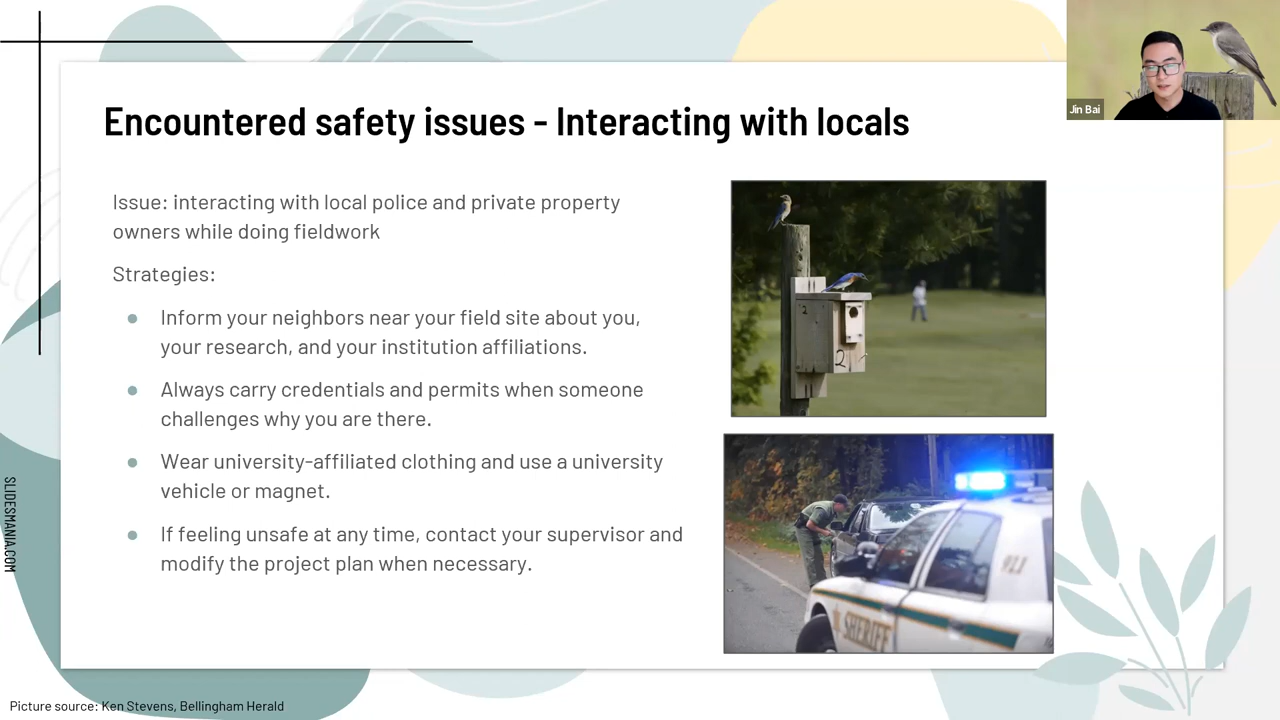 Encountered safety issues - Interacting with locals
Jin Bai
Issue: interacting with local police and private property
owners while doing fieldwork
Strategies:
Inform your neighbors near your field site about you,
your research, and your institution affiliations.
Always carry credentials and permits when someone
challenges why you are there.
Wear university-affiliated clothing and use a university
vehicle or magnet.
If feeling unsafe at any time, contact your supervisor and
modify the project plan when necessary.
2
SHERIFF
SLIDESMANIA.COM
Picture source: Ken Stevens, Bellingham Herald